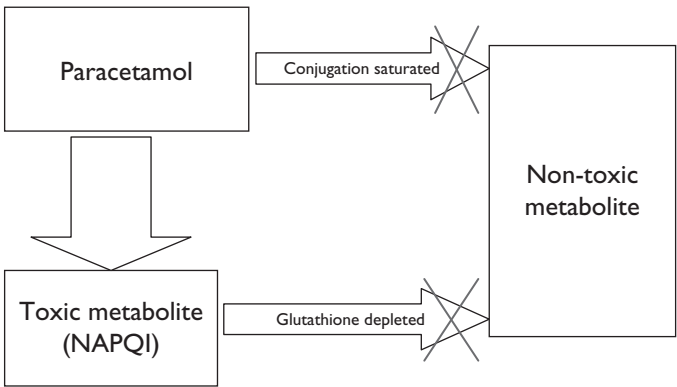 Paracetamol
Conjugation saturated
Non-toxic
metabolite
Toxic metabolite
(NAPQI)
Glutathione depleted